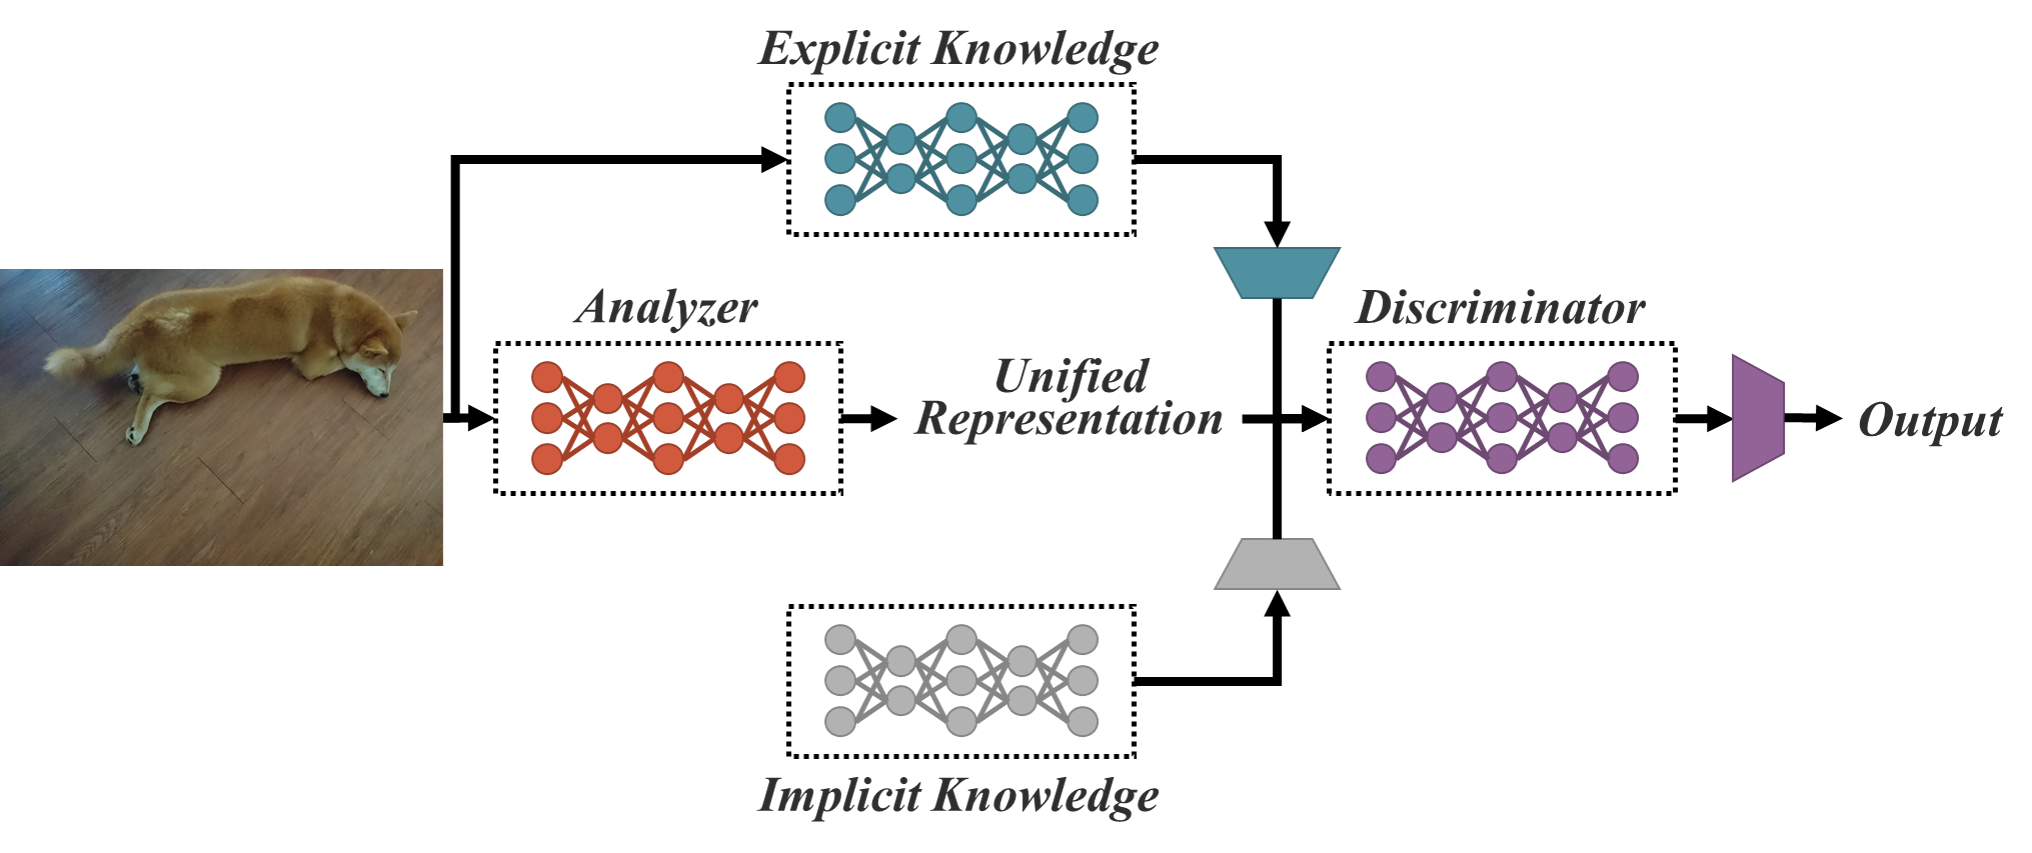 Explicit Knowledge
Analyzer
Unified
Representation
Discriminator
Output
Implicit Knowledge